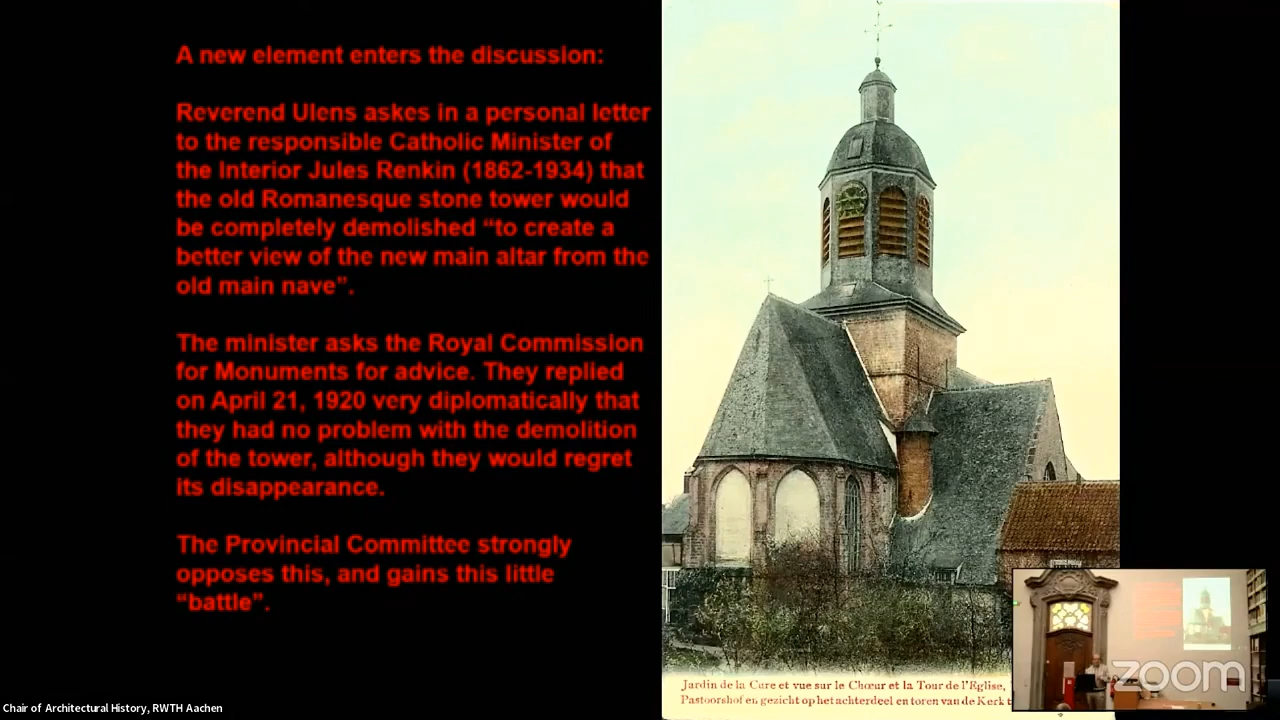 A new element enters the discussion:
Reverend Ulens askes in a personal letter
to the responsible Catholic Minister of
the Interior Jules Renkin (1862-1934) that
the old Romanesque stone tower would
be completely demolished “to create a
better view of the new main altar from the
old main nave”.
The minister asks the Royal Commission
for Monuments for advice. They replied
on April 21, 1920 very diplomatically that
they had no problem with the demolition
of the tower, although they would regret
its disappearance.
The Provincial Committee strongly
opposes this, and gains this little
“battle”.
Jardin de la Cure et vue sur le Chœur et la Tour de l'Eglise,
Pastoorshof en gezicht op het achterdeel en toren van de Kerk
zoom
Chair of Architectural History, RWTH Aachen